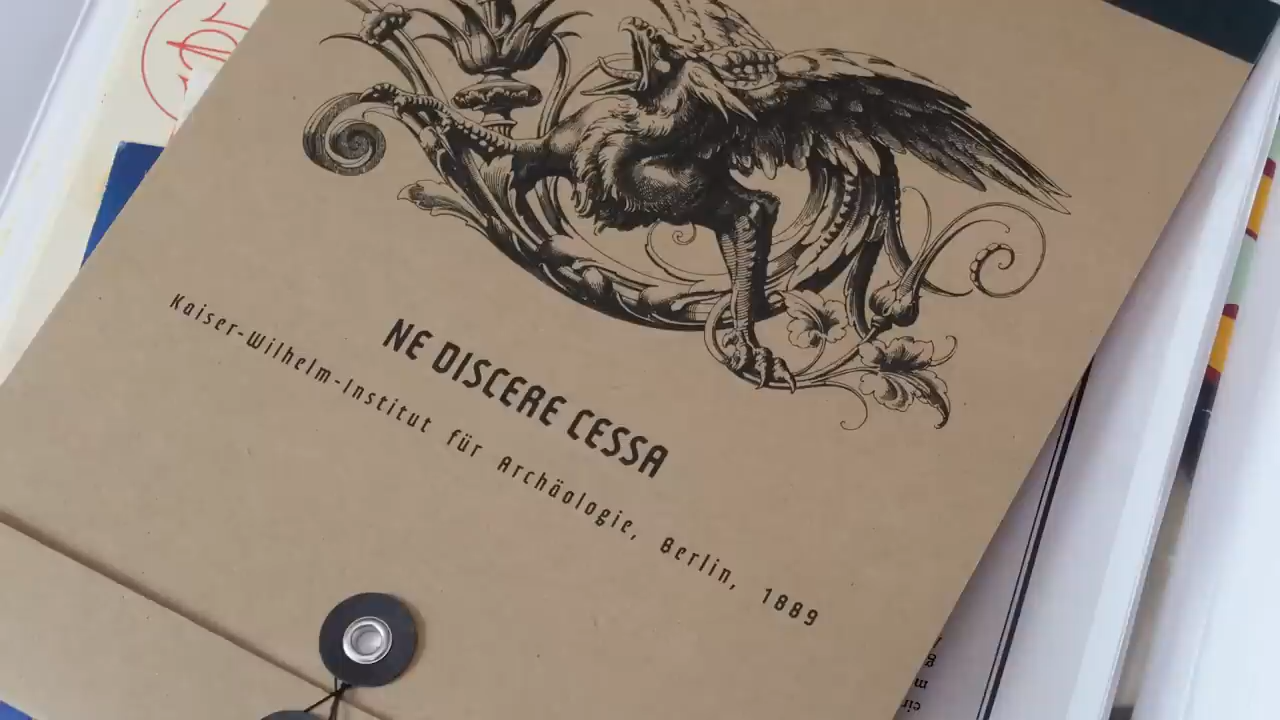 NE DISCERE CESSA
Kaiser-Wilhelm-Institut für Archäologie, Berlin, 1889